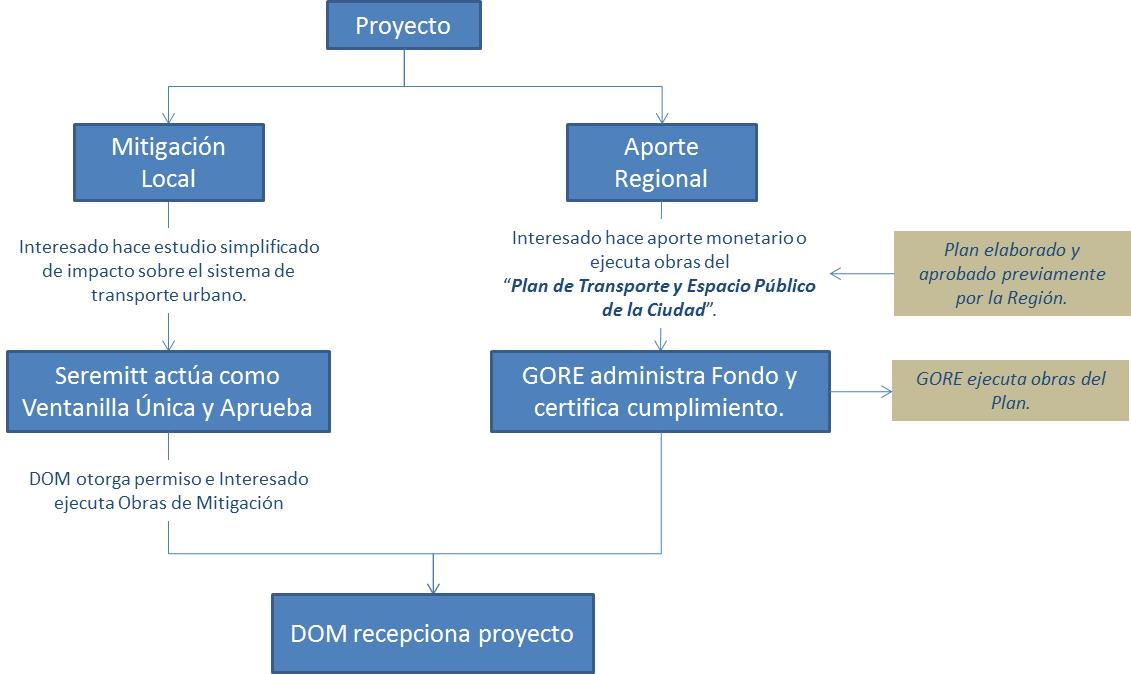 Proyecto
Mitigación
Local
Aporte
Regional
Interesado hace estudio simplificado
de impacto sobre el sistema de
transporte urbano.
Interesado hace aporte monetario o
ejecuta obras del
“Plan de Transporte y Espacio Público
de la Ciudad”.
Plan elaborado y
aprobado previamente
por la Región.
Seremitt actúa como
Ventanilla Única y Aprueba
GORE administra Fondo y
certifica cumplimiento.
GORE ejecuta obras del
Plan.
DOM otorga permiso e Interesado
ejecuta Obras de Mitigación
DOM recepciona proyecto